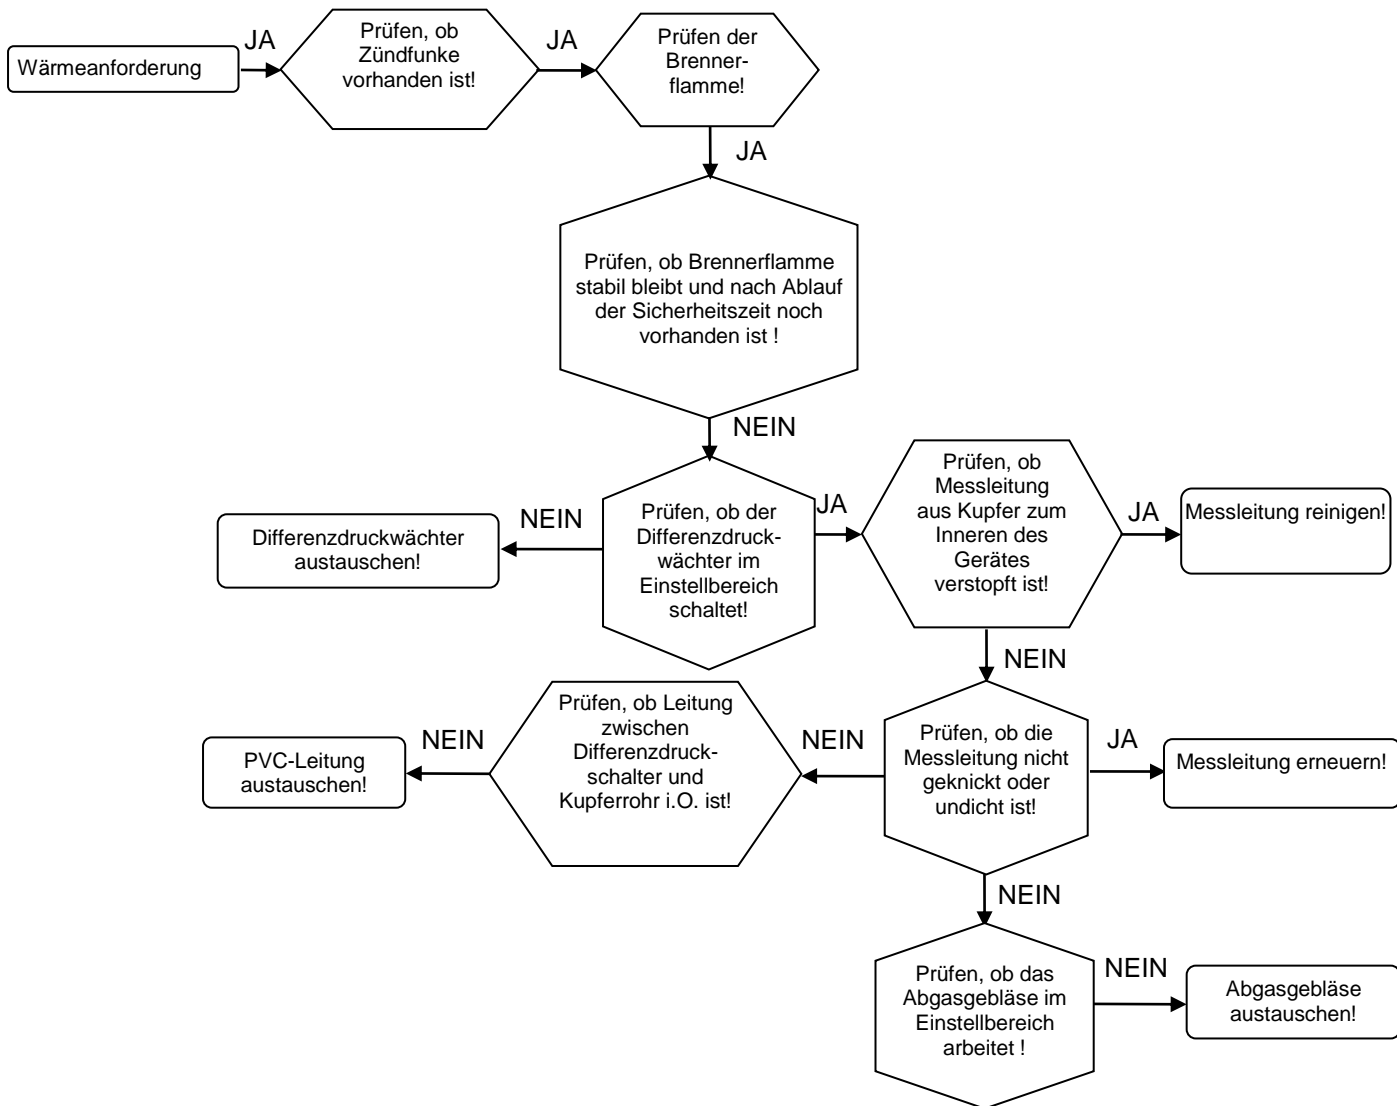 Wärmeanforderung
JA
Prüfen, ob
Zündfunke
vorhanden ist!
JA
Prüfen der
Brenner-
flamme!
JA
Prüfen, ob Brennerflamme
stabil bleibt und nach Ablauf
der Sicherheitszeit noch
vorhanden ist !
NEIN
Prüfen, ob der
Differenzdruck-
wächter im
Einstellbereich
schaltet!
NEIN
Differenzdruckwächter
austauschen!
JA
Prüfen, ob
Messleitung
aus Kupfer zum
Inneren des
Gerätes
verstopft ist!
JA
Messleitung reinigen!
NEIN
Prüfen, ob die
Messleitung nicht
geknickt oder
undicht ist!
JA
Messleitung erneuern!
NEIN
Prüfen, ob Leitung
zwischen
Differenzdruck-
schalter und
Kupferrohr i.O. ist!
NEIN
PVC-Leitung
austauschen!
NEIN
Prüfen, ob das
Abgasgebläse im
Einstellbereich
arbeitet !
NEIN
Abgasgebläse
austauschen!